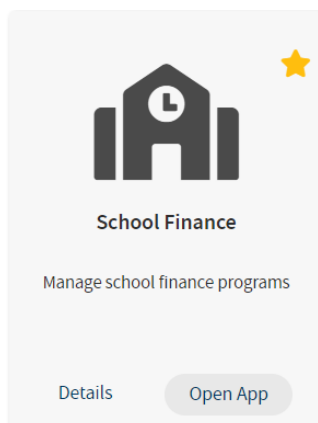 School Finance
Manage school finance programs
Details
Open App